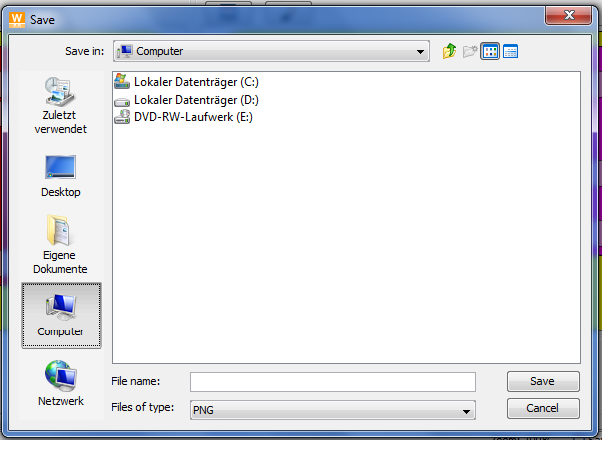 Save
Save in:
Computer
Lokaler Datenträger (C:)
Lokaler Datenträger (D:)
DVD-RW-Laufwerk (E:)
Zuletzt
verwendet
Desktop
Eigene
Dokumente
Computer
Netzwerk
File name:
Save
Files of type:
PNG
Cancel